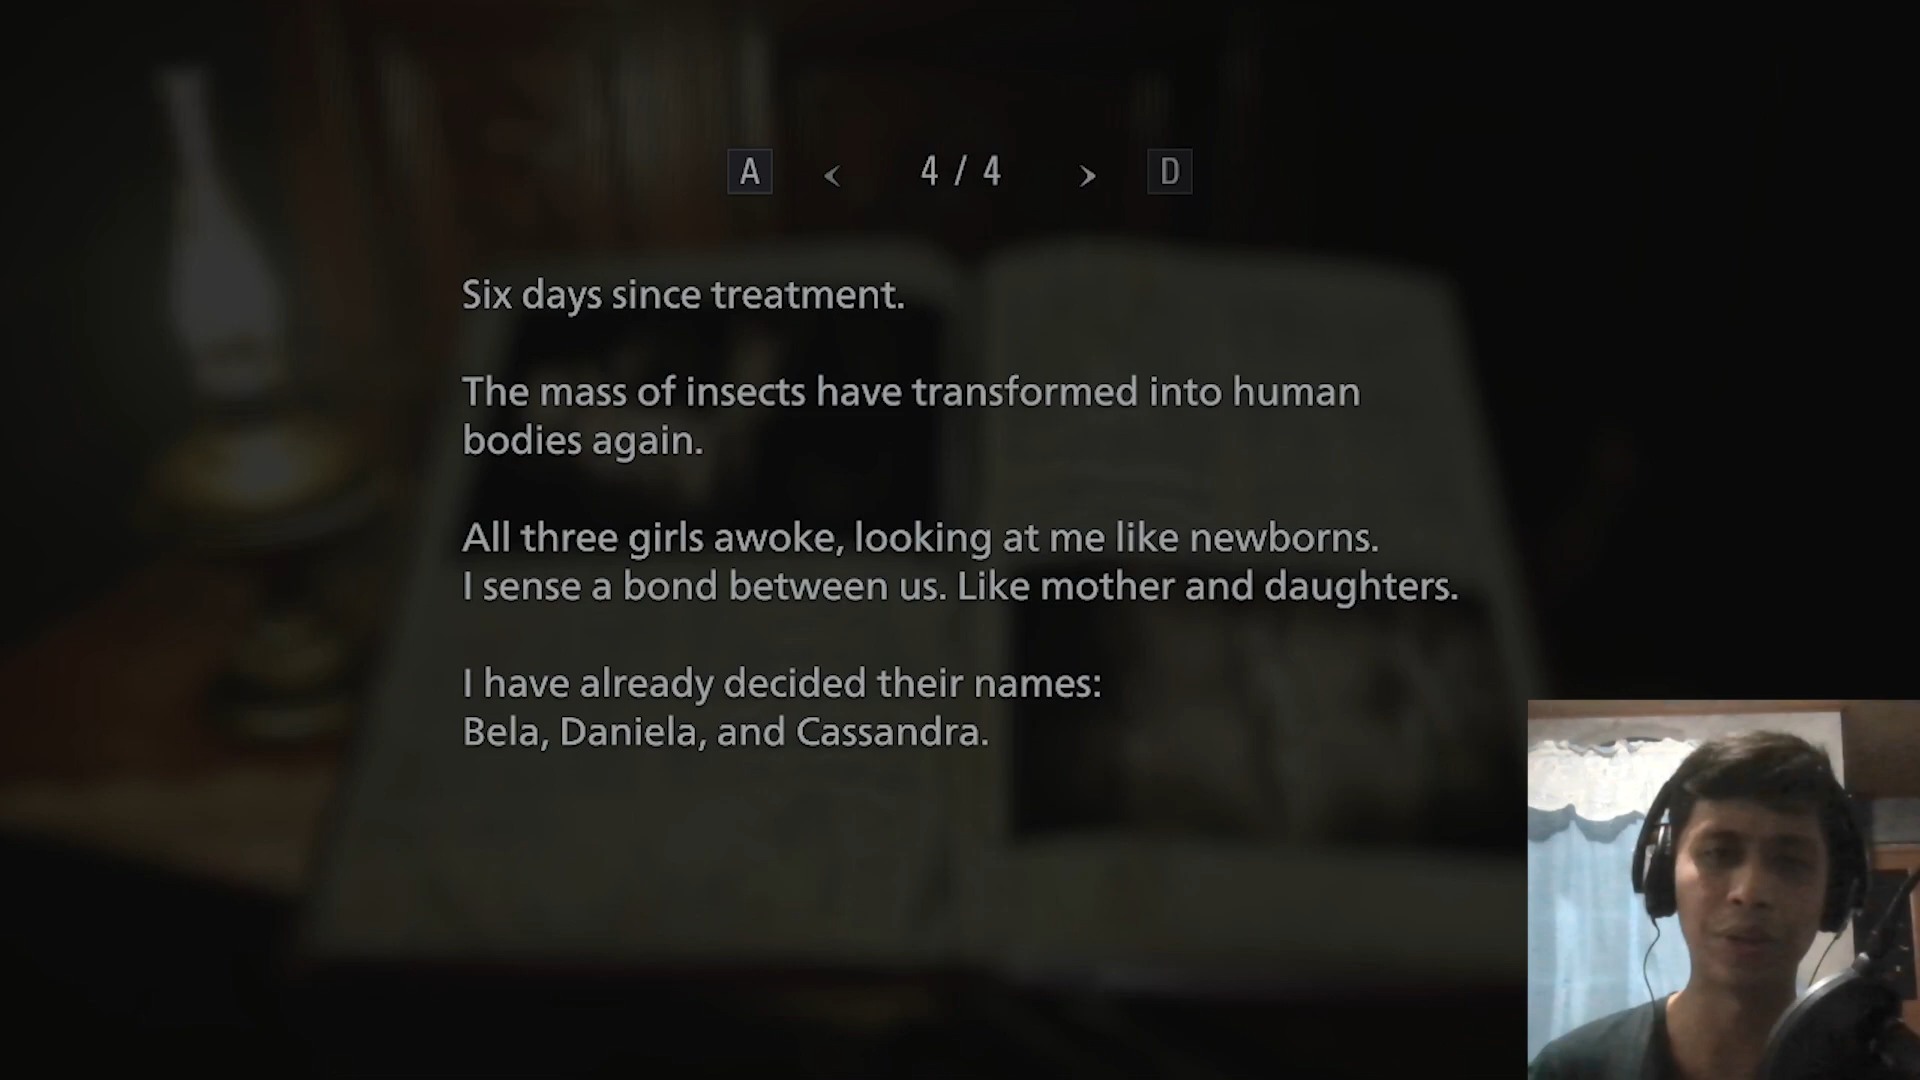 A < 4 / 4 > D
Six days since treatment.
The mass of insects have transformed into human
bodies again.
All three girls awoke, looking at me like newborns.
I sense a bond between us. Like mother and daughters.
I have already decided their names:
Bela, Daniela, and Cassandra.